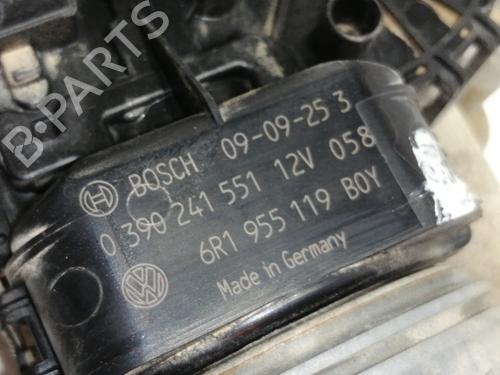 B-PARTS
BOSCH 09-09-25 3
0 390 241 551 12V 058
6R1 955 119 B0Y
Made in Germany